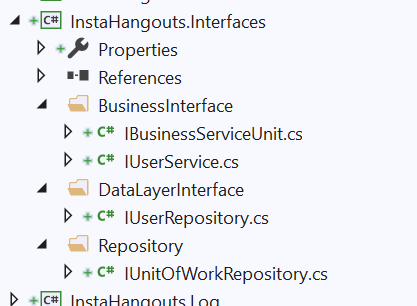 InstaHangouts.Interfaces
Properties
References
BusinessInterface
C# IBusinessServiceUnit.cs
C# IUserService.cs
DataLayerInterface
C# IUserRepository.cs
Repository
C# IUnitOfWorkRepository.cs
C# InstaHangouts.Log